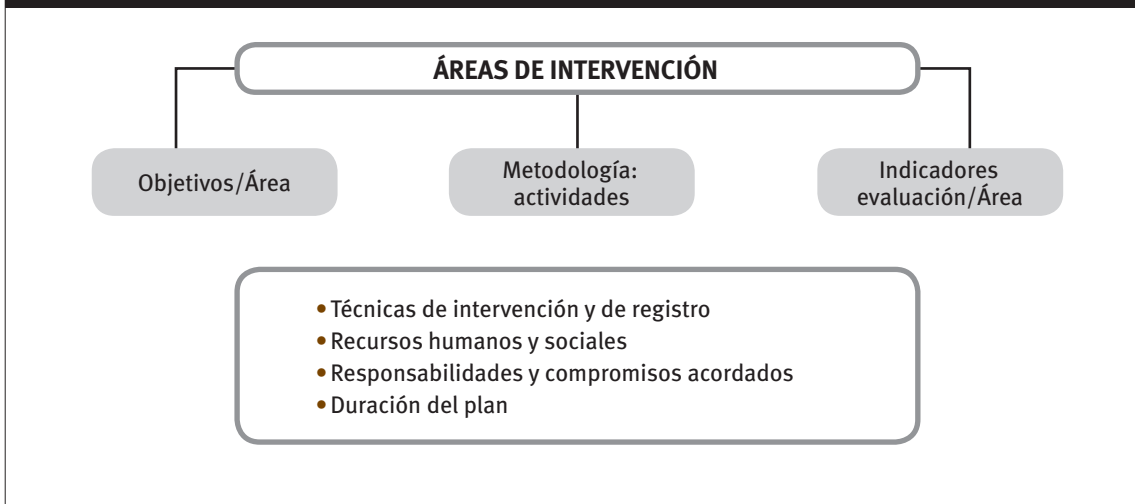 ÁREAS DE INTERVENCIÓN
Objetivos/Área
Metodología:
actividades
Indicadores
evaluación/Área
•Técnicas de intervención y de registro
•Recursos humanos y sociales
•Responsabilidades y compromisos acordados
•Duración del plan